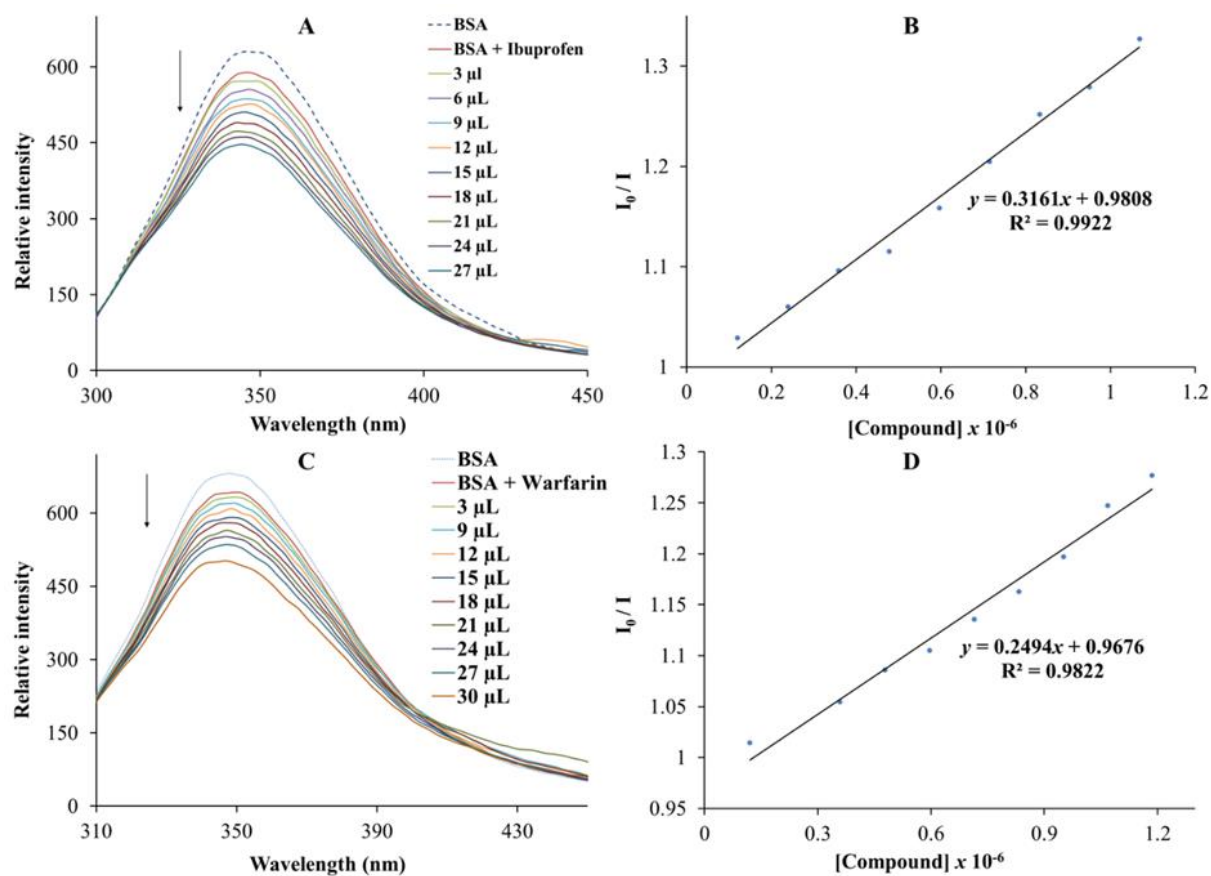 A
BSA
BSA + Ibuprofen
3 µl
6 µL
9 µL
12 µL
15 µL
18 µL
21 µL
24 µL
27 µL
600
450
300
150
0
300
350
400
450
Relative intensity
Wavelength (nm)
B
1.3
1.2
1.1
1
0
0.2
0.4
0.6
0.8
1
1.2
I₀ / I
y = 0.3161x + 0.9808
R² = 0.9922
[Compound] x 10⁻⁶
C
BSA
BSA + Warfarin
3 µL
9 µL
12 µL
15 µL
18 µL
21 µL
24 µL
27 µL
30 µL
600
450
300
150
0
310
350
390
430
Relative intensity
Wavelength (nm)
D
1.3
1.25
1.2
1.15
1.1
1.05
1
0.95
0
0.3
0.6
0.9
1.2
I₀ / I
y = 0.2494x + 0.9676
R² = 0.9822
[Compound] x 10⁻⁶